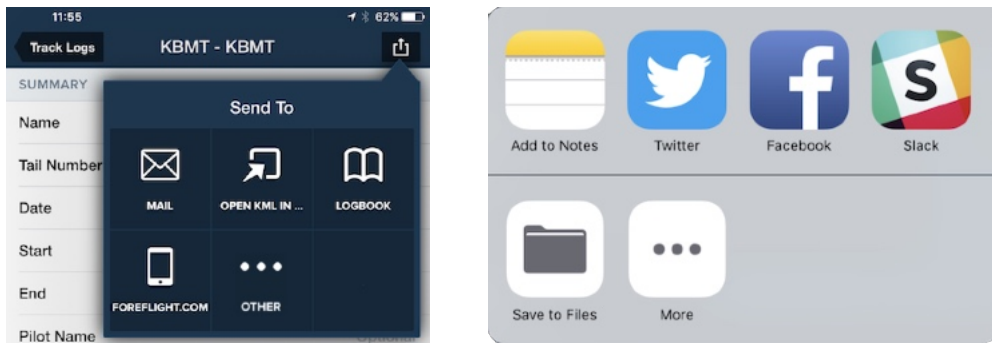 11:55
62%
Track Logs
KBMT - KBMT
SUMMARY
Send To
Name
Tail Number
MAIL
OPEN KML IN ...
LOGBOOK
Date
Start
End
FOREFLIGHT.COM
OTHER
Pilot Name
Optional
S
Add to Notes
Twitter
Facebook
Slack
Save to Files
More